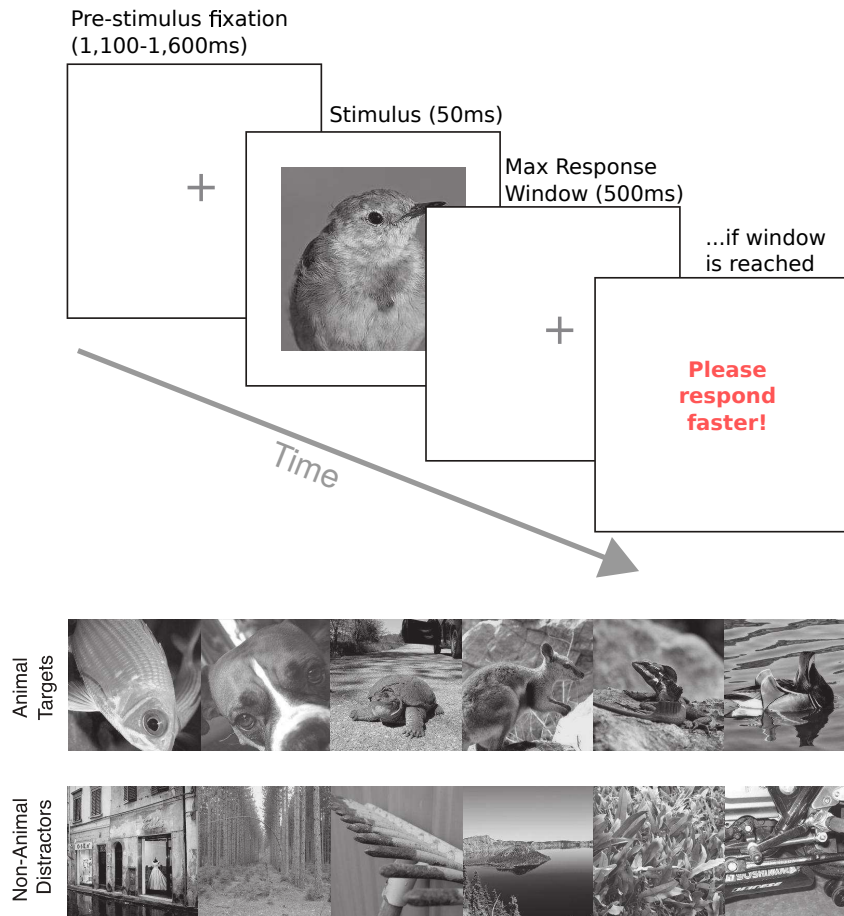 Pre-stimulus fixation
(1,100-1,600ms)
Stimulus (50ms)
Max Response
Window (500ms)
...if window
is reached
Please
respond
faster!
Time
Animal
Targets
Non-Animal
Distractors
YOSHIMURA